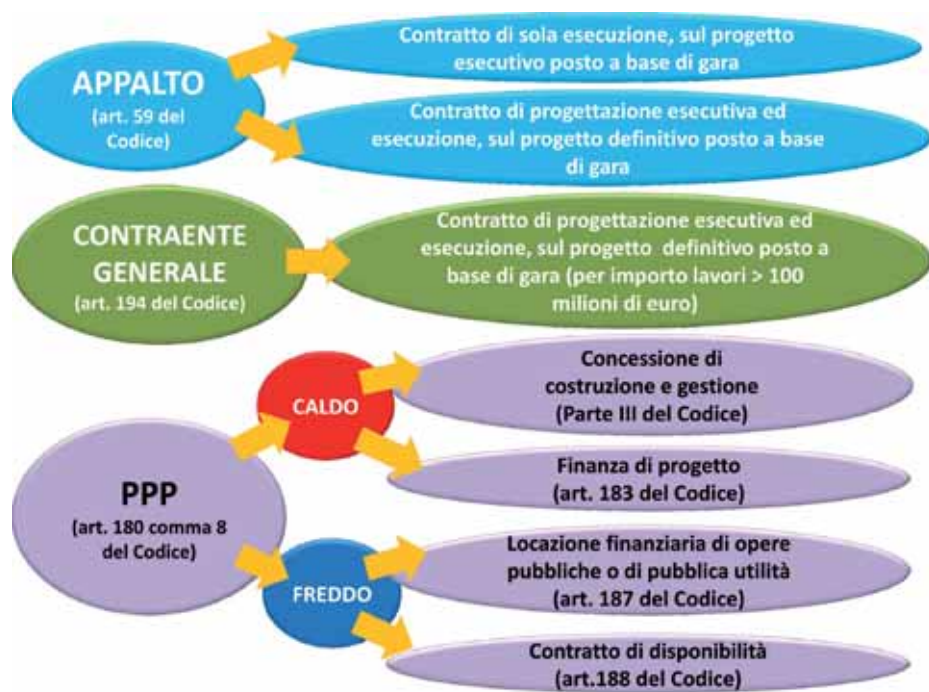 APPALTO
(art. 59 del
Codice)
Contratto di sola esecuzione, sul progetto
esecutivo posto a base di gara
Contratto di progettazione esecutiva ed
esecuzione, sul progetto definitivo posto a base
di gara
CONTRAENTE
GENERALE
(art. 194 del Codice)
Contratto di progettazione esecutiva ed
esecuzione, sul progetto definitivo posto a
base di gara (per importo lavori > 100
milioni di euro)
PPP
(art. 180 comma 8
del Codice)
CALDO
Concessione di
costruzione e gestione
(Parte III del Codice)
Finanza di progetto
(art. 183 del Codice)
FREDDO
Locazione finanziaria di opere
pubbliche o di pubblica utilità
(art. 187 del Codice)
Contratto di disponibilità
(art.188 del Codice)